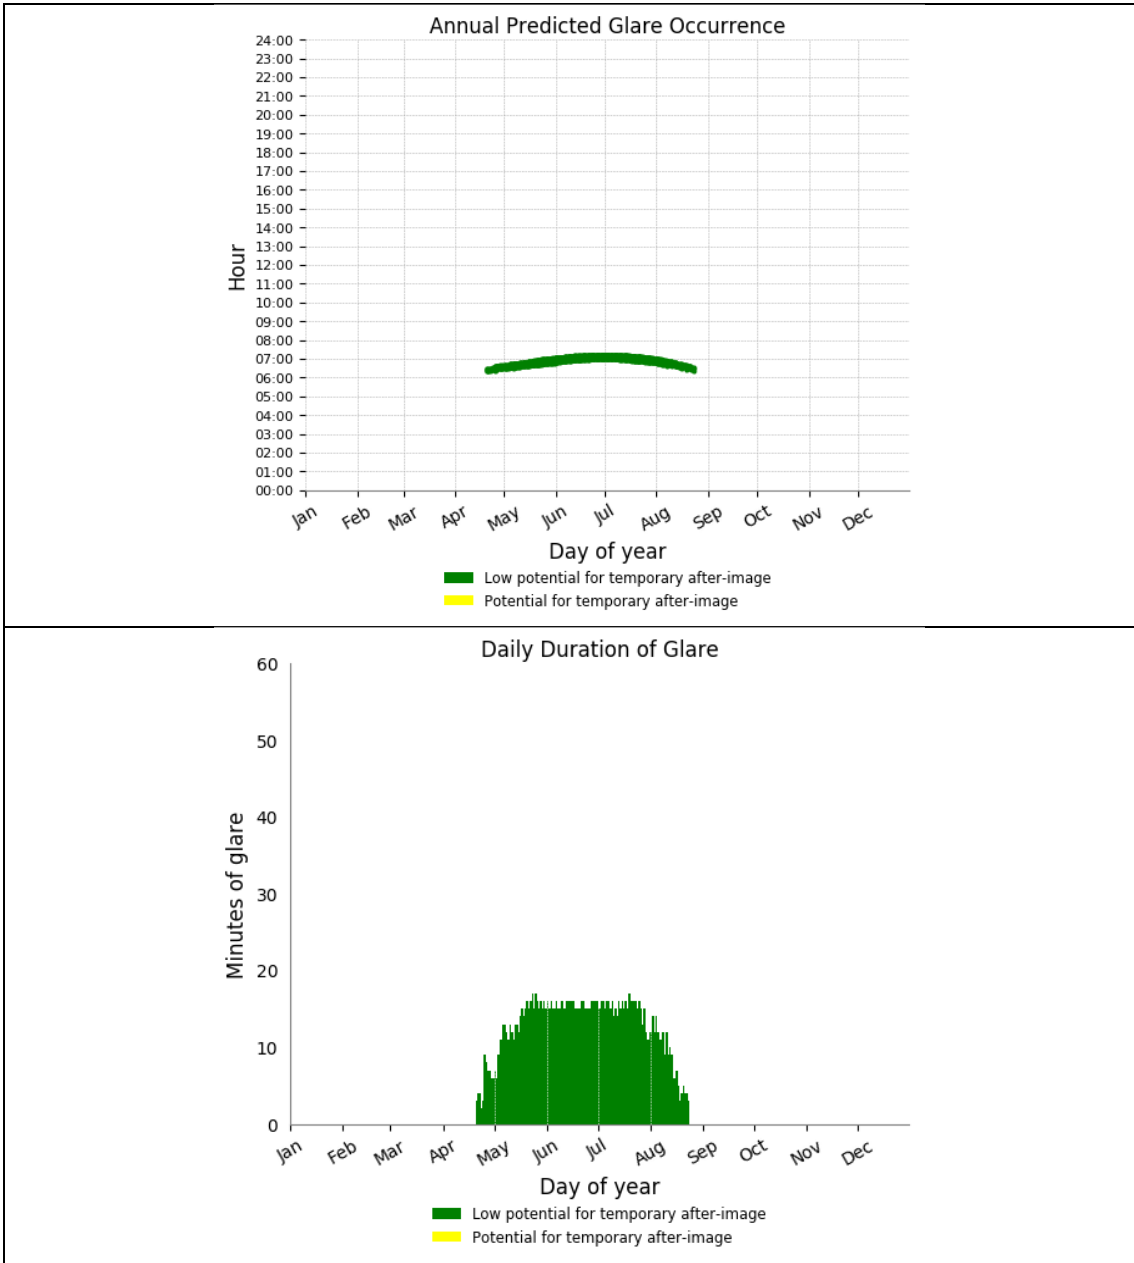 Annual Predicted Glare Occurrence
24:00
23:00
22:00
21:00
20:00
19:00
18:00
17:00
16:00
15:00
14:00
13:00
12:00
11:00
10:00
09:00
08:00
07:00
06:00
05:00
04:00
03:00
02:00
01:00
00:00
Hour
Jan Feb Mar Apr May Jun Jul Aug Sep Oct Nov Dec
Day of year
Low potential for temporary after-image
Potential for temporary after-image
Daily Duration of Glare
60
50
40
30
20
10
0
Minutes of glare
Jan Feb Mar Apr May Jun Jul Aug Sep Oct Nov Dec
Day of year
Low potential for temporary after-image
Potential for temporary after-image